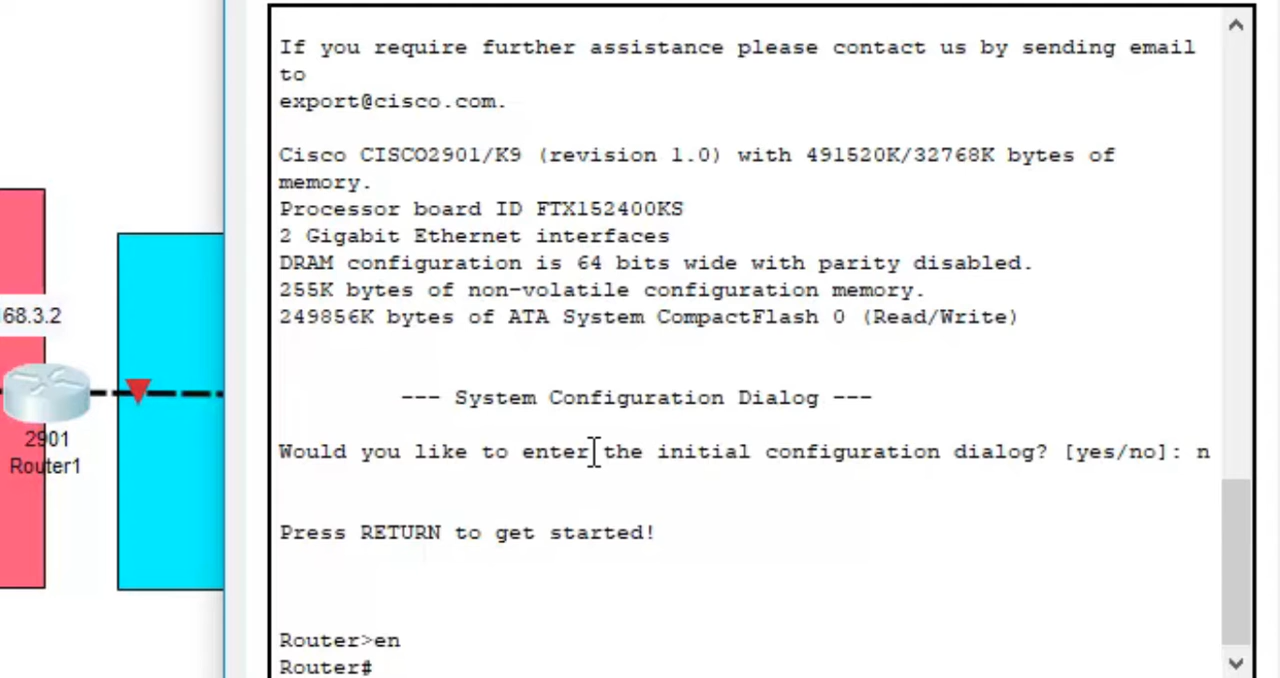 If you require further assistance please contact us by sending email
to
export@cisco.com.
Cisco CISCO2901/K9 (revision 1.0) with 491520K/32768K bytes of
memory.
Processor board ID FTX152400KS
2 Gigabit Ethernet interfaces
DRAM configuration is 64 bits wide with parity disabled.
255K bytes of non-volatile configuration memory.
249856K bytes of ATA System CompactFlash 0 (Read/Write)
--- System Configuration Dialog ---
Would you like to enter the initial configuration dialog? [yes/no]: n
Press RETURN to get started!
Router>en
Router#
68.3.2
2901
Router1